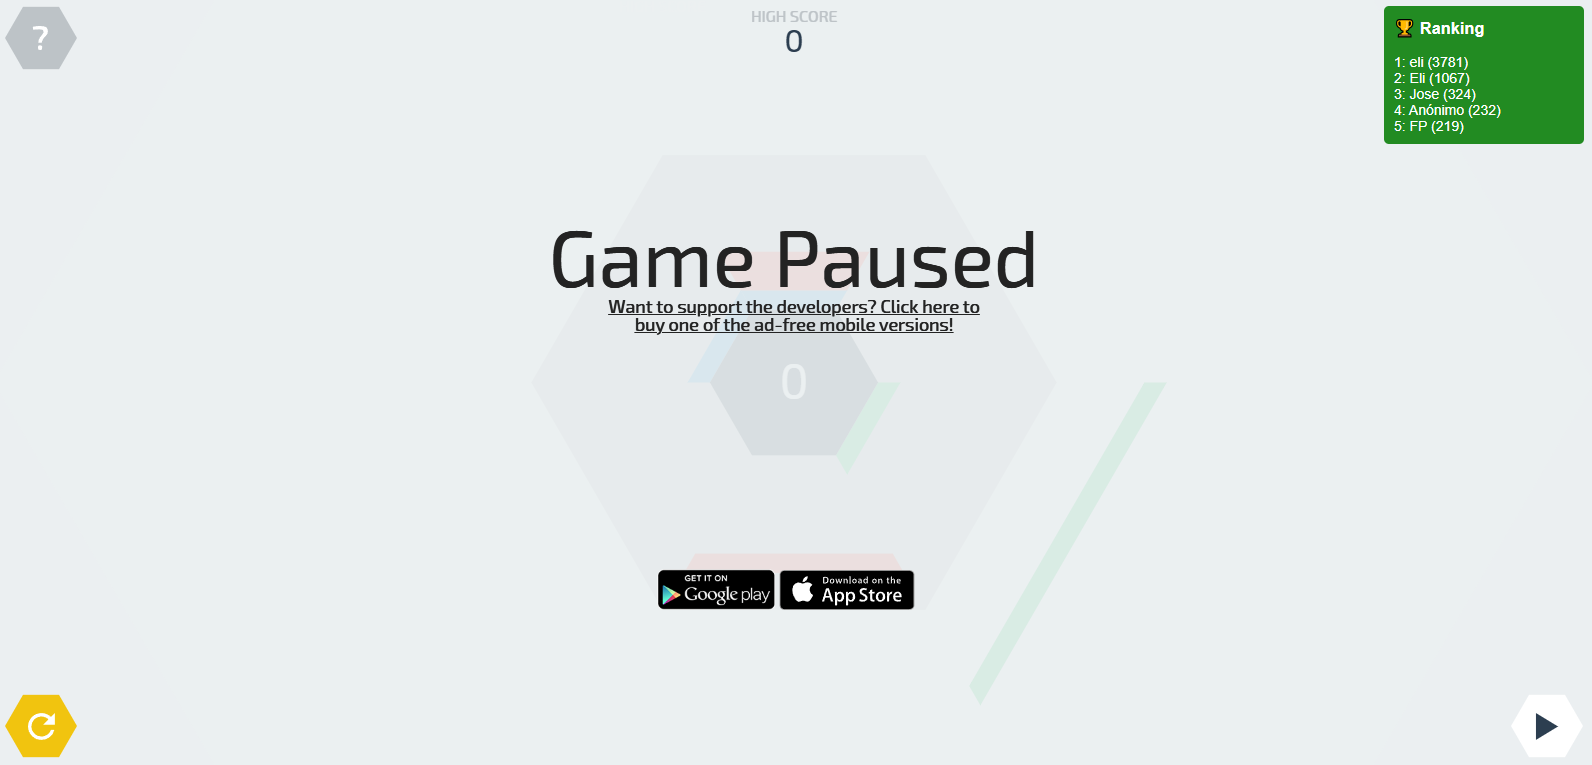 ?
HIGH SCORE
0
🏆 Ranking
1: eli (3781)
2: Eli (1067)
3: Jose (324)
4: Anónimo (232)
5: FP (219)
Game Paused
Want to support the developers? Click here to
buy one of the ad-free mobile versions!
0
GET IT ON
Google play
Download on the
App Store